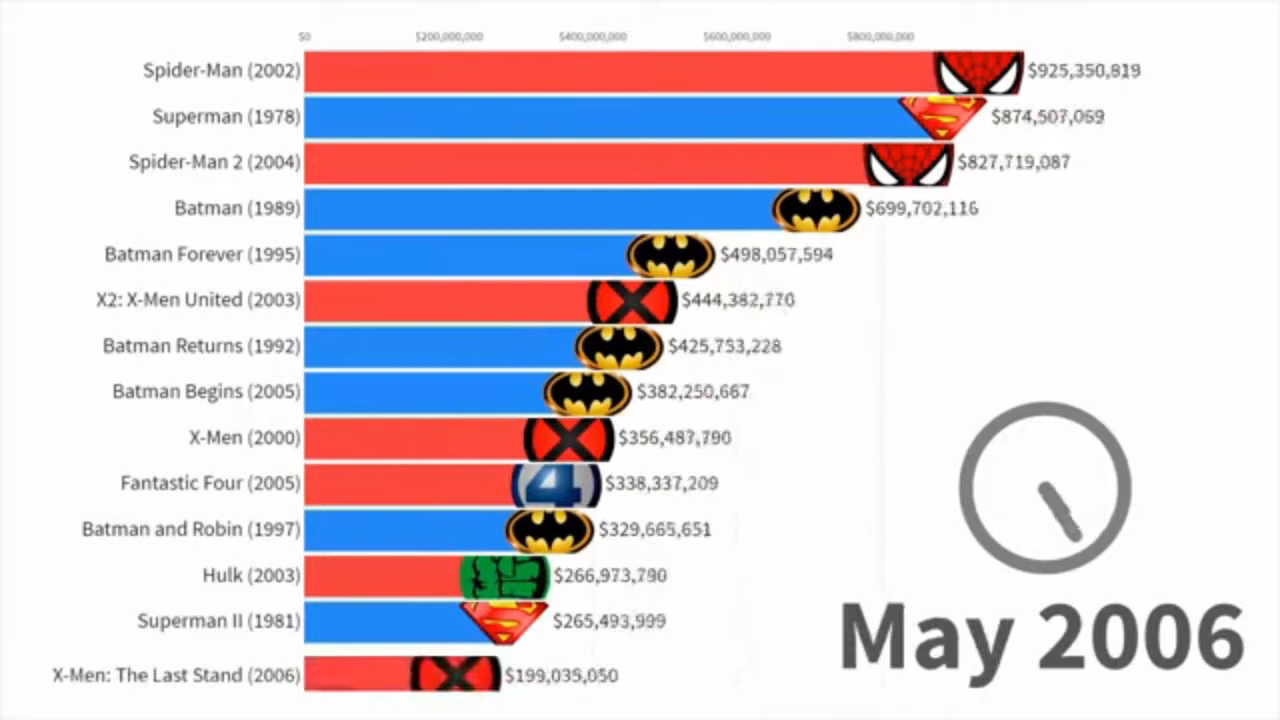 $0 $200,000,000 $400,000,000 $600,000,000 $800,000,000
Spider-Man (2002) $925,350,819
Superman (1978) $874,507,069
Spider-Man 2 (2004) $827,719,087
Batman (1989) $699,702,116
Batman Forever (1995) $498,057,594
X2: X-Men United (2003) $444,382,770
Batman Returns (1992) $425,753,228
Batman Begins (2005) $382,250,667
X-Men (2000) $356,487,790
Fantastic Four (2005) 4 $338,337,209
Batman and Robin (1997) $329,665,651
Hulk (2003) $266,973,790
Superman II (1981) $265,493,999
X-Men: The Last Stand (2006) $199,035,050
May 2006